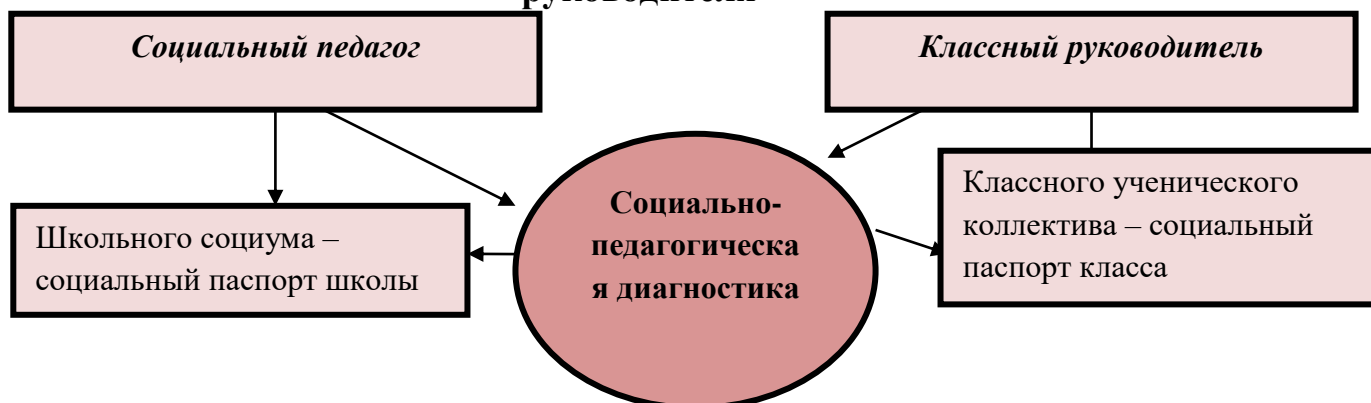 Социальный педагог
Классный руководитель
Школьного социума –
социальный паспорт школы
Социально-
педагогическа
я диагностика
Классного ученического
коллектива – социальный
паспорт класса